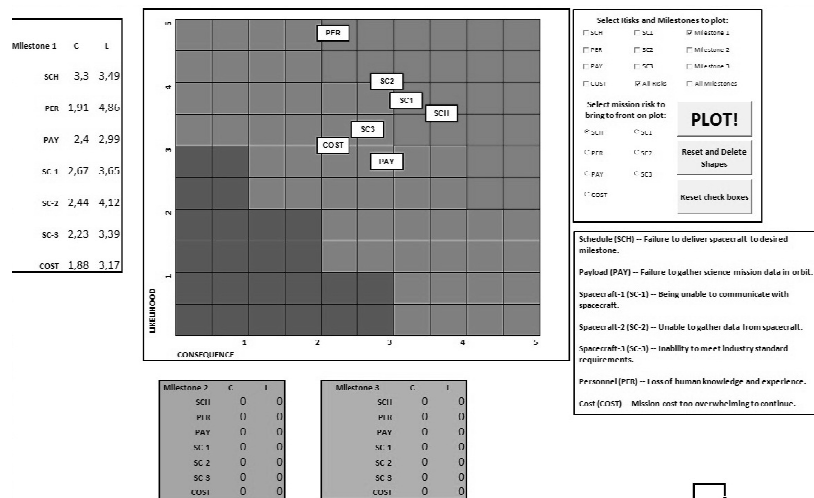 Milestone 1 C L
SCH 3,3 3,49
PER 1,91 4,86
PAY 2,4 2,99
SC-1 2,67 3,65
SC-2 2,44 4,12
SC-3 2,23 3,39
COST 1,88 3,17
LIKELIHOOD
5
4
3
2
1
PER
SC2
SC1
SCH
SC3
COST
PAY
1 2 3 4 5
CONSEQUENCE
Select Risks and Milestones to plot:
SCH SC1 Milestone 1
PER SC2 Milestone 2
PAY SC3 Milestone 3
COST All Risks All Milestones
Select mission risk to
bring to front on plot:
SCH SC1
PER SC2
PAY SC3
COST
PLOT!
Reset and Delete
Shapes
Reset check boxes
Schedule (SCH) -- Failure to deliver spacecraft to desired
milestone.
Payload (PAY) -- Failure to gather science mission data in orbit.
Spacecraft-1 (SC-1) -- Being unable to communicate with
spacecraft.
Spacecraft-2 (SC-2) -- Unable to gather data from spacecraft.
Spacecraft-3 (SC-3) -- Inability to meet industry standard
requirements.
Personnel (PER) -- Loss of human knowledge and experience.
Cost (COST) -- Mission cost too overwhelming to continue.
Milestone 2 C L
SCH 0 0
PER 0 0
PAY 0 0
SC-1 0 0
SC-2 0 0
SC-3 0 0
COST 0 0
Milestone 3 C L
SCH 0 0
PER 0 0
PAY 0 0
SC-1 0 0
SC-2 0 0
SC-3 0 0
COST 0 0